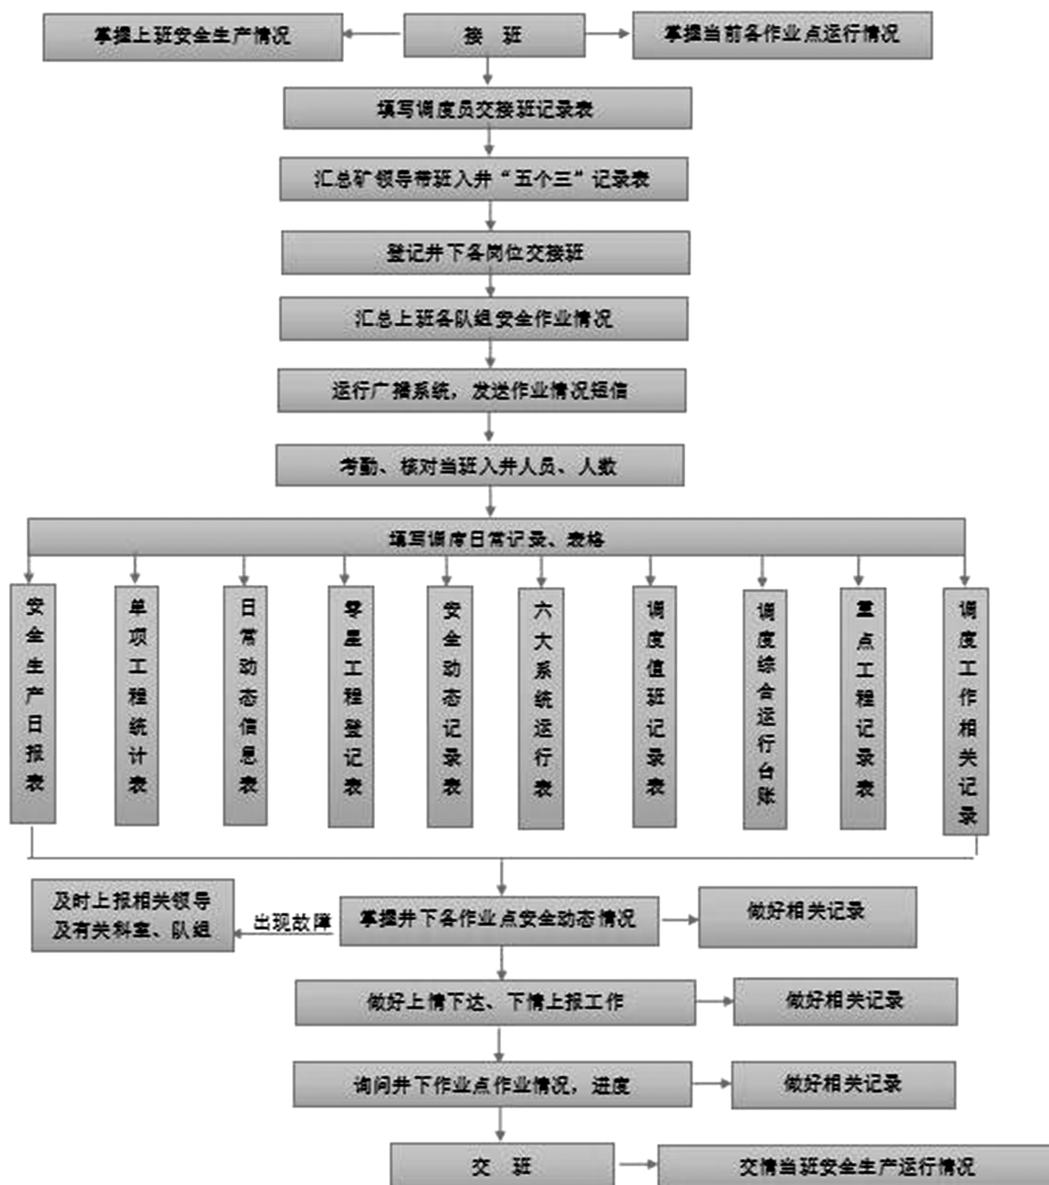 掌握上班安全生产情况
接 班
掌握当前各作业点运行情况
填写调度员交接班记录表
汇总矿领导带班入井“五个三”记录表
登记井下各岗位交接班
汇总上班各队组安全作业情况
运行广播系统，发送作业情况短信
考勤、核对当班入井人员、人数
填写调席日常记录、表格
安全生产日报表
单项工程统计表
日常动态信息表
零星工程登记表
安全动态记录表
六大系统运行表
调度值班记录表
调度综合运行台账
重点工程记录表
调度工作相关记录
及时上报相关领导
及有关科室、队组
出现故障
掌握井下各作业点安全动态情况
做好相关记录
做好上情下达、下情上报工作
做好相关记录
询问井下作业点作业情况，进度
做好相关记录
交 班
交情当班安全生产运行情况